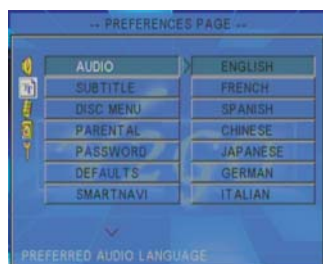 -- PREFERENCES PAGE --
AUDIO ENGLISH
SUBTITLE FRENCH
DISC MENU SPANISH
PARENTAL CHINESE
PASSWORD JAPANESE
DEFAULTS GERMAN
SMARTNAVI ITALIAN
PREFERRED AUDIO LANGUAGE